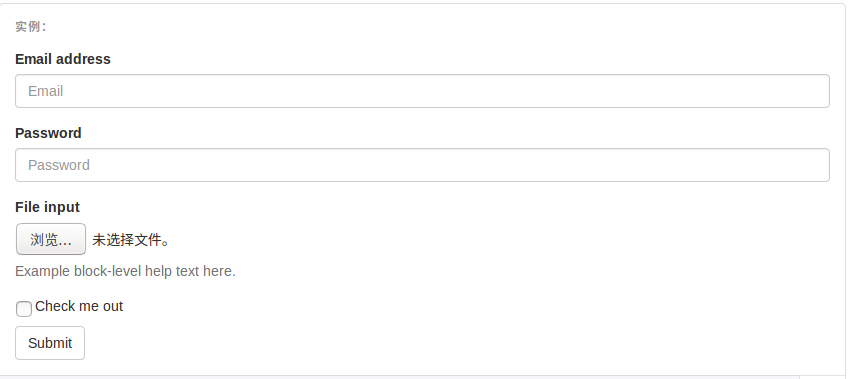 实例：
Email address
Email
Password
Password
File input
浏览… 未选择文件。
Example block-level help text here.
Check me out
Submit